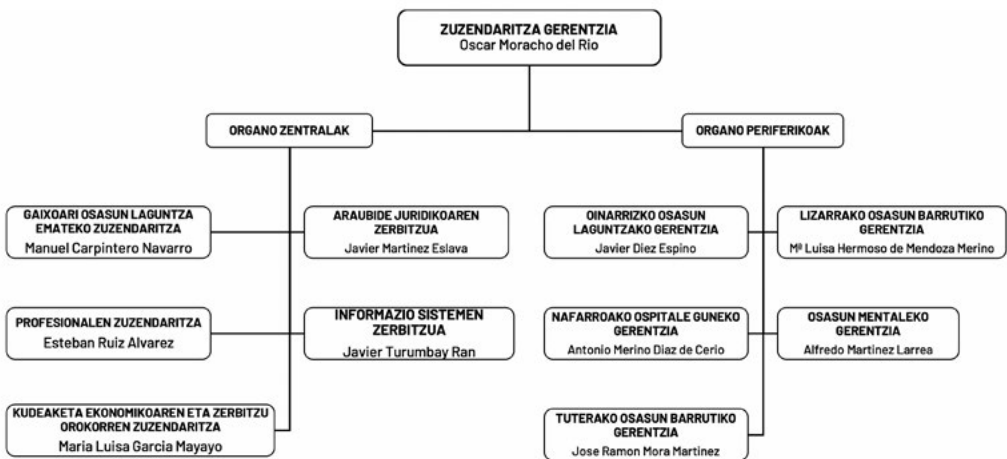 ZUZENDARITZA GERENTZIA
Oscar Moracho del Rio
ORGANO ZENTRALAK
ORGANO PERIFERIKOAK
GAIXOARI OSASUN LAGUNTZA
EMATEKO ZUZENDARITZA
Manuel Carpintero Navarro
ARAUBIDE JURIDIKOAREN
ZERBITZUA
Javier Martinez Eslava
OINARRIZKO OSASUN
LAGUNTZAKO GERENTZIA
Javier Diez Espino
LIZARRAKO OSASUN BARRUTIKO
GERENTZIA
Mª Luisa Hermoso de Mendoza Merino
PROFESIONALEN ZUZENDARITZA
Esteban Ruiz Alvarez
INFORMAZIO SISTEMEN
ZERBITZUA
Javier Turumbay Ran
NAFARROAKO OSPITALE GUNEKO
GERENTZIA
Antonio Merino Diaz de Cerio
OSASUN MENTALEKO
GERENTZIA
Alfredo Martinez Larrea
KUDEAKETA EKONOMIKOAREN ETA ZERBITZU
OROKORREN ZUZENDARITZA
Maria Luisa Garcia Mayayo
TUTERAKO OSASUN BARRUTIKO
GERENTZIA
Jose Ramon Mora Martinez